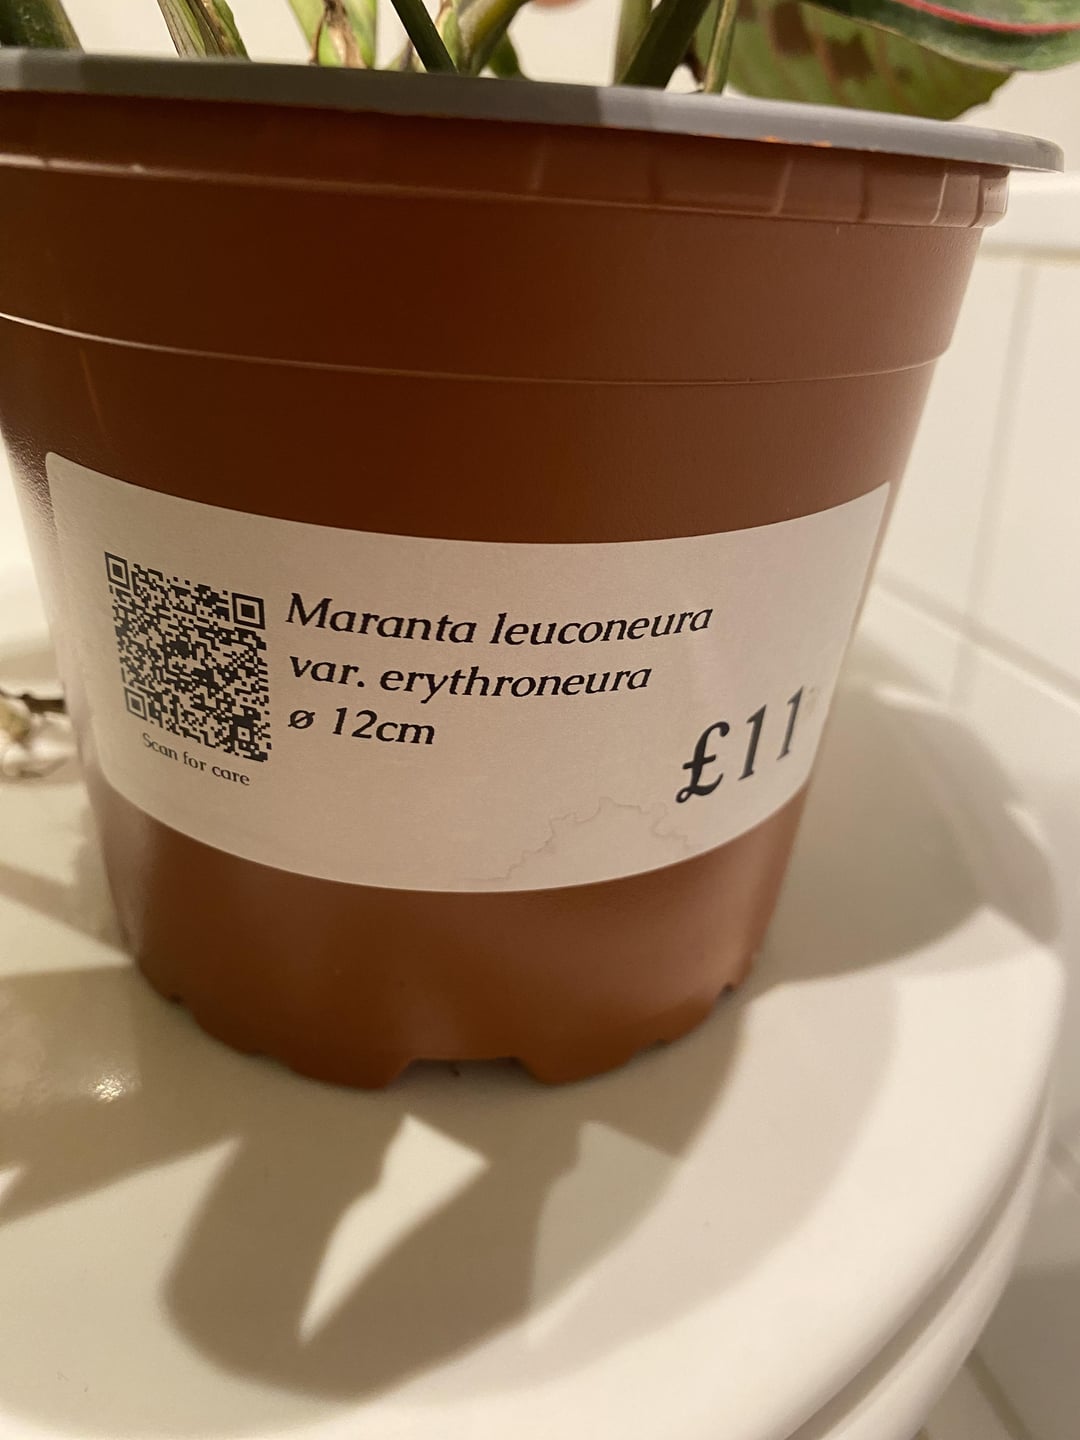 Maranta leuconeura
var. erythroneura
ø 12cm
£11
Scan for care